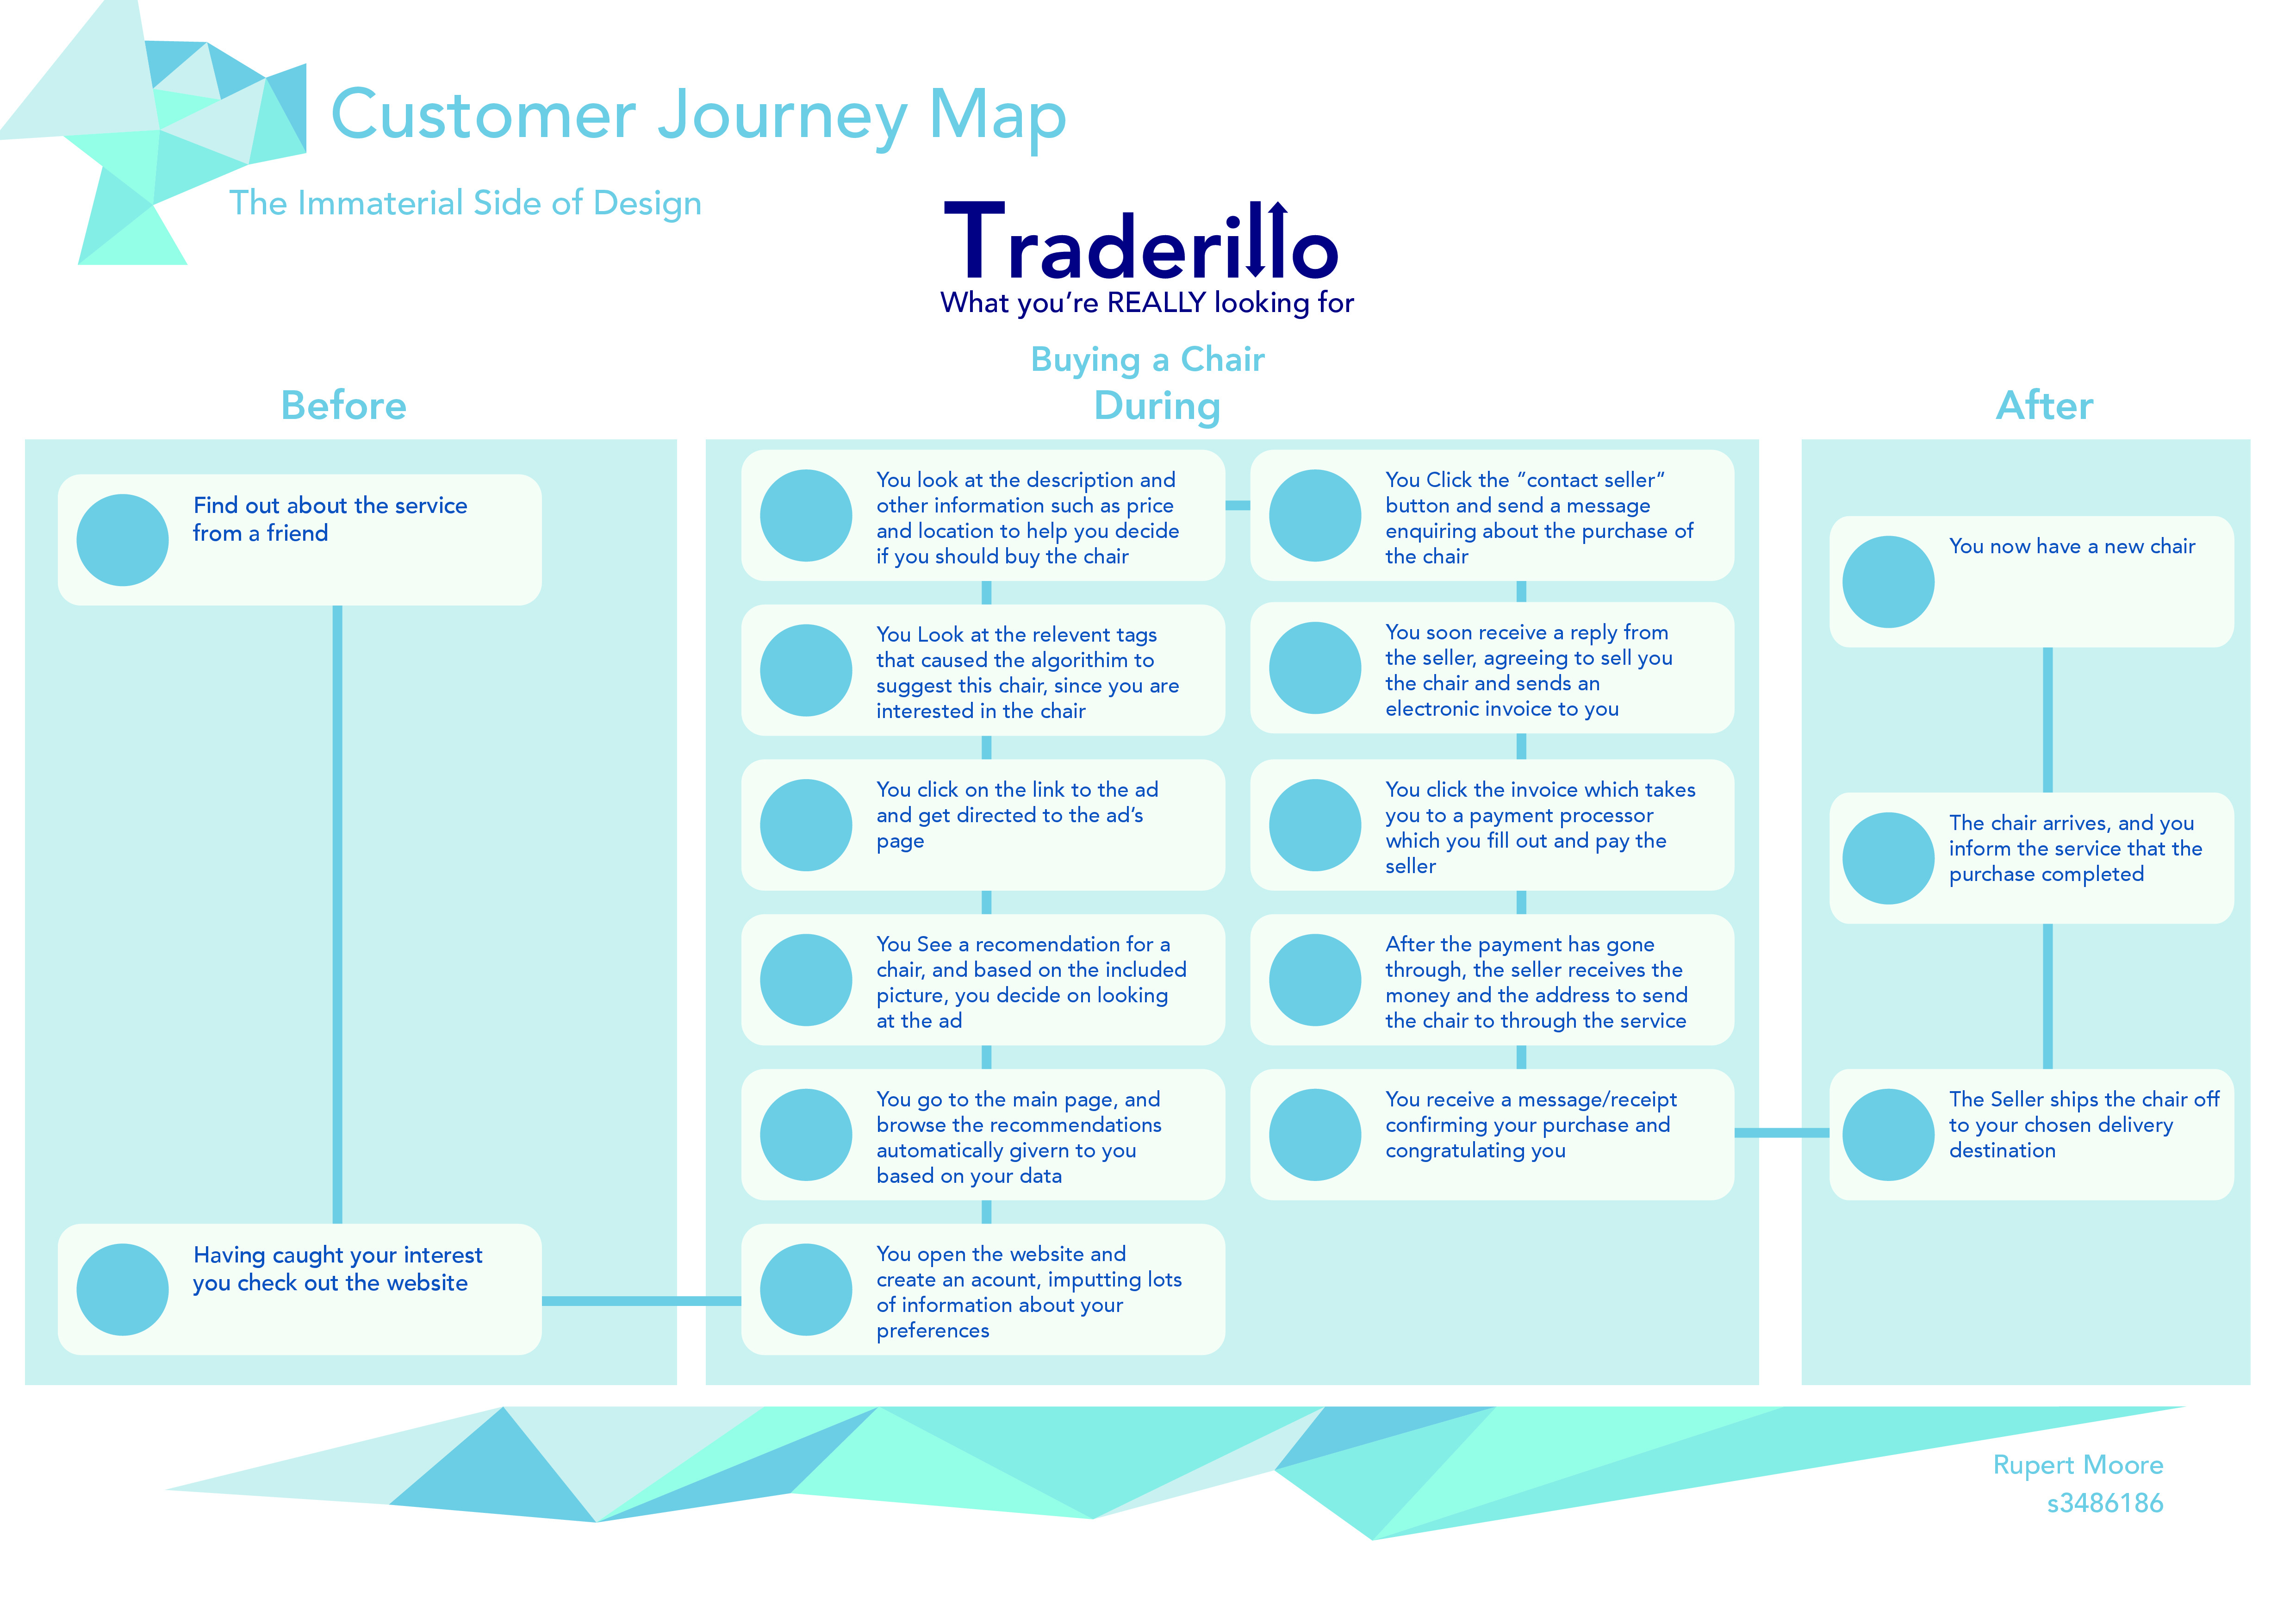 Customer Journey Map
The Immaterial Side of Design
Traderillo
What you're REALLY looking for
Buying a Chair
Before
During
After
Find out about the service
from a friend
Having caught your interest
you check out the website
You look at the description and
other information such as price
and location to help you decide
if you should buy the chair
You Look at the relevent tags
that caused the algorithim to
suggest this chair, since you are
interested in the chair
You click on the link to the ad
and get directed to the ad's
page
You See a recomendation for a
chair, and based on the included
picture, you decide on looking
at the ad
You go to the main page, and
browse the recommendations
automatically givern to you
based on your data
You open the website and
create an acount, imputting lots
of information about your
preferences
You Click the "contact seller"
button and send a message
enquiring about the purchase of
the chair
You soon receive a reply from
the seller, agreeing to sell you
the chair and sends an
electronic invoice to you
You click the invoice which takes
you to a payment processor
which you fill out and pay the
seller
After the payment has gone
through, the seller receives the
money and the address to send
the chair to through the service
You receive a message/receipt
confirming your purchase and
congratulating you
You now have a new chair
The chair arrives, and you
inform the service that the
purchase completed
The Seller ships the chair off
to your chosen delivery
destination
Rupert Moore
s3486186